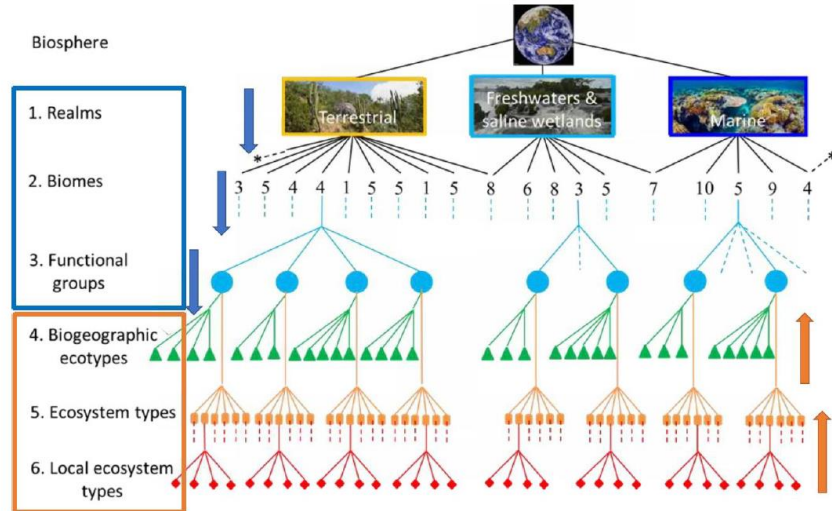 Biosphere
Terrestrial
Freshwaters &
saline wetlands
Marine
1. Realms
* *
2. Biomes
3 5 4 4 1 5 5 1 5 8 6 8 3 5 7 10 5 9 4
3. Functional
groups
4. Biogeographic
ecotypes
5. Ecosystem types
6. Local ecosystem
types